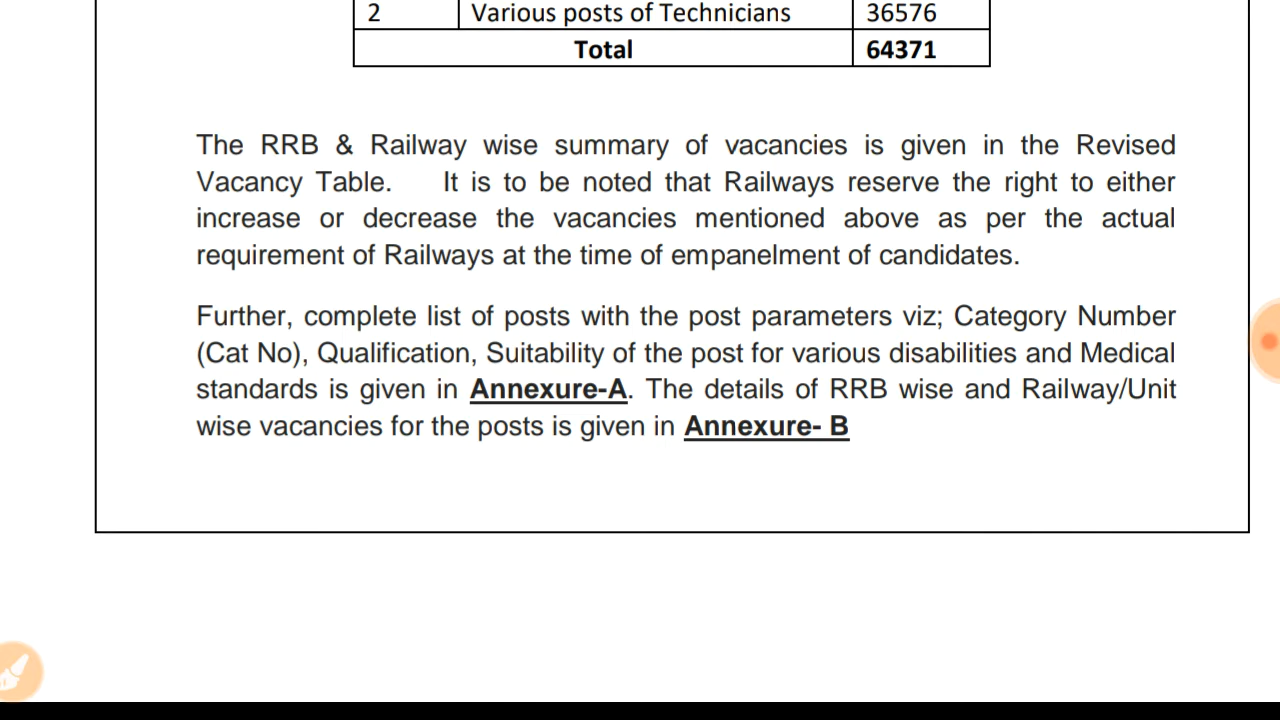 2 Various posts of Technicians 36576
Total 64371
The RRB & Railway wise summary of vacancies is given in the Revised
Vacancy Table. It is to be noted that Railways reserve the right to either
increase or decrease the vacancies mentioned above as per the actual
requirement of Railways at the time of empanelment of candidates.
Further, complete list of posts with the post parameters viz; Category Number
(Cat No), Qualification, Suitability of the post for various disabilities and Medical
standards is given in Annexure-A. The details of RRB wise and Railway/Unit
wise vacancies for the posts is given in Annexure- B